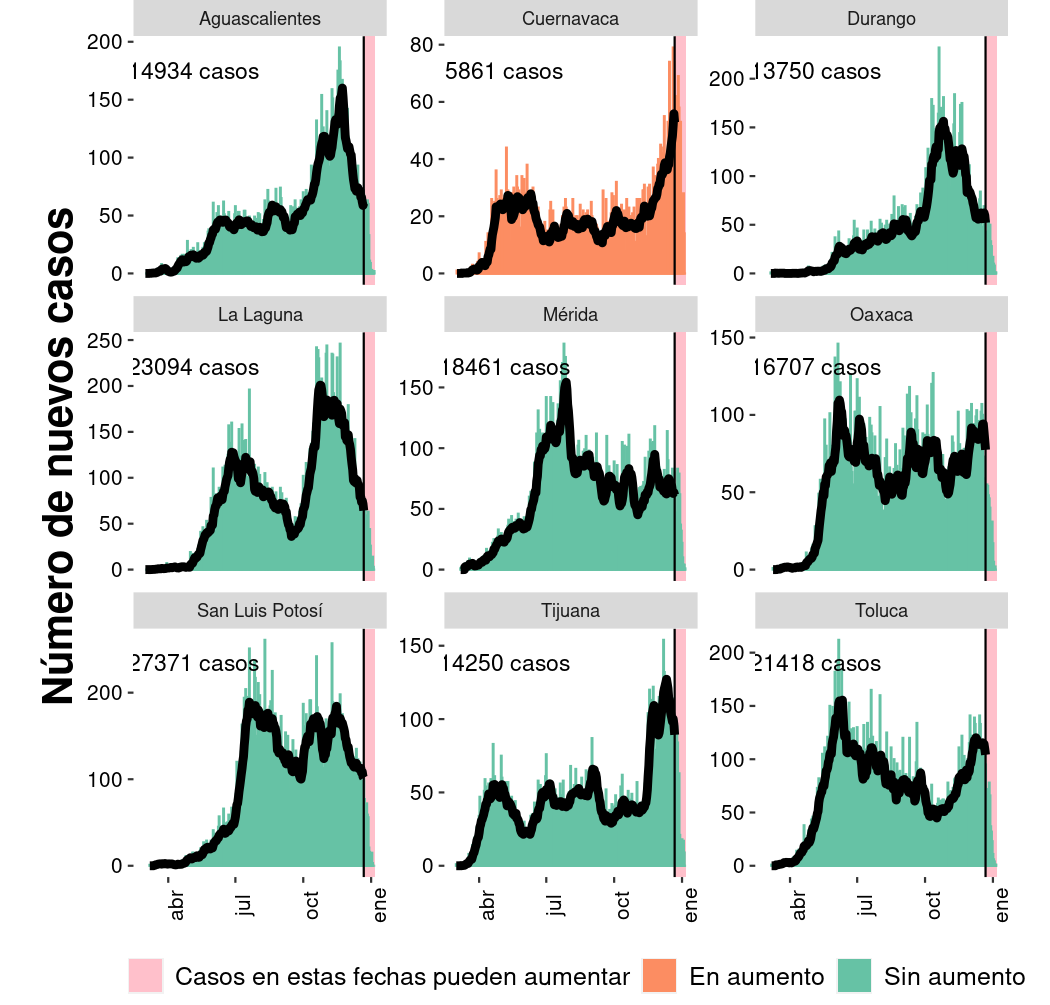 Número de nuevos casos
Aguascalientes
Cuernavaca
Durango
200
150
100
50
0
14934 casos
80
60
40
20
0
5861 casos
200
150
100
50
0
13750 casos
La Laguna
Mérida
Oaxaca
250
200
150
100
50
0
23094 casos
150
100
50
0
18461 casos
150
100
50
0
16707 casos
San Luis Potosí
Tijuana
Toluca
200
100
0
27371 casos
150
100
50
0
14250 casos
200
150
100
50
0
21418 casos
abr jul oct ene
abr jul oct ene
abr jul oct ene
Casos en estas fechas pueden aumentar En aumento Sin aumento